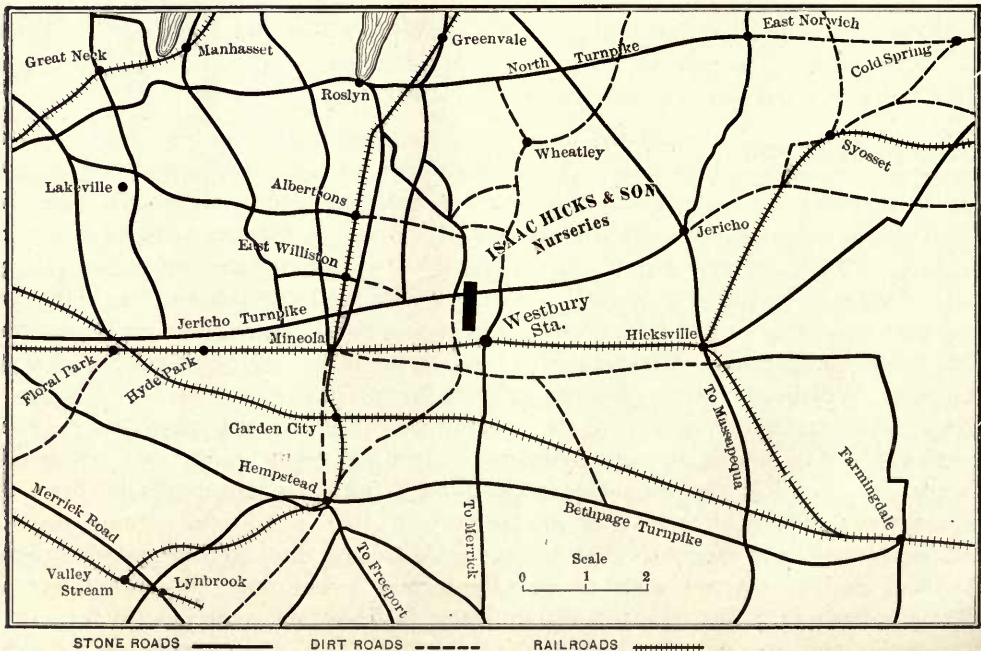 East Norwich
Great Neck
Manhasset
Greenvale
North Turnpike
Cold Spring
Roslyn
Wheatley
Syosset
Lakeville
Albertsons
ISAAC HICKS & SON
Nurseries
Jericho
East Williston
Jericho Turnpike
Westbury
Sta.
Mineola
Hicksville
Floral Park
Hyde Park
Garden City
To Massapequa
Hempstead
Farmingdale
Merrick Road
To Merrick
Bethpage Turnpike
To Freeport
Valley
Stream
Lynbrook
Scale
0 1 2
STONE ROADS DIRT ROADS RAILROADS